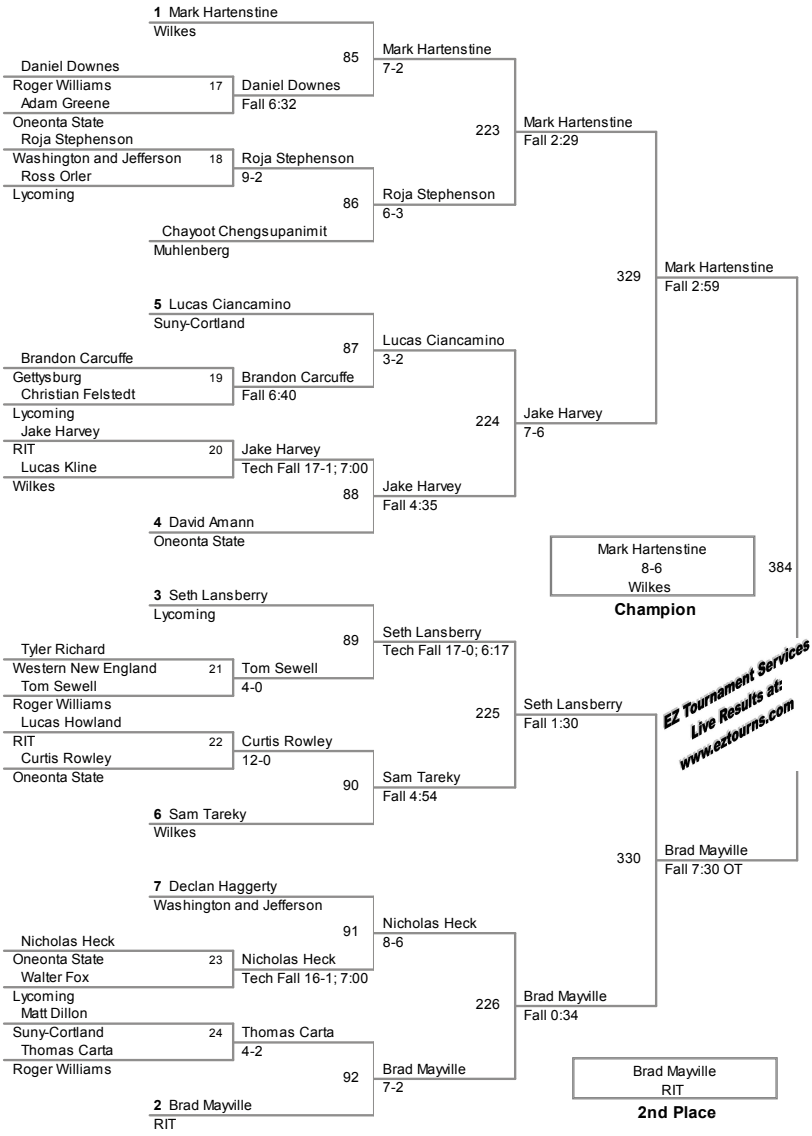 1 Mark Hartenstine
Wilkes
85
Mark Hartenstine
7-2
Daniel Downes
Roger Williams
17
Adam Greene
Oneonta State
Daniel Downes
Fall 6:32
223
Mark Hartenstine
Fall 2:29
Roja Stephenson
Washington and Jefferson
18
Ross Orler
Lycoming
Roja Stephenson
9-2
86
Roja Stephenson
6-3
Chayoot Chengsupanimit
Muhlenberg
329
Mark Hartenstine
Fall 2:59
5 Lucas Ciancamino
Suny-Cortland
87
Lucas Ciancamino
3-2
Brandon Carcuffe
Gettysburg
19
Christian Felstedt
Lycoming
Brandon Carcuffe
Fall 6:40
224
Jake Harvey
7-6
Jake Harvey
RIT
20
Lucas Kline
Wilkes
Jake Harvey
Tech Fall 17-1; 7:00
88
Jake Harvey
Fall 4:35
4 David Amann
Oneonta State
Mark Hartenstine
8-6
Wilkes
Champion
384
3 Seth Lansberry
Lycoming
89
Seth Lansberry
Tech Fall 17-0; 6:17
Tyler Richard
Western New England
21
Tom Sewell
Roger Williams
Tom Sewell
4-0
225
Seth Lansberry
Fall 1:30
EZ Tournament Services
Live Results at:
www.eztourns.com
Lucas Howland
RIT
22
Curtis Rowley
Oneonta State
Curtis Rowley
12-0
90
Sam Tareky
Fall 4:54
6 Sam Tareky
Wilkes
330
Brad Mayville
Fall 7:30 OT
7 Declan Haggerty
Washington and Jefferson
91
Nicholas Heck
8-6
Nicholas Heck
Oneonta State
23
Walter Fox
Lycoming
Nicholas Heck
Tech Fall 16-1; 7:00
226
Brad Mayville
Fall 0:34
Matt Dillon
Suny-Cortland
24
Thomas Carta
Roger Williams
Thomas Carta
4-2
92
Brad Mayville
7-2
2 Brad Mayville
RIT
Brad Mayville
RIT
2nd Place